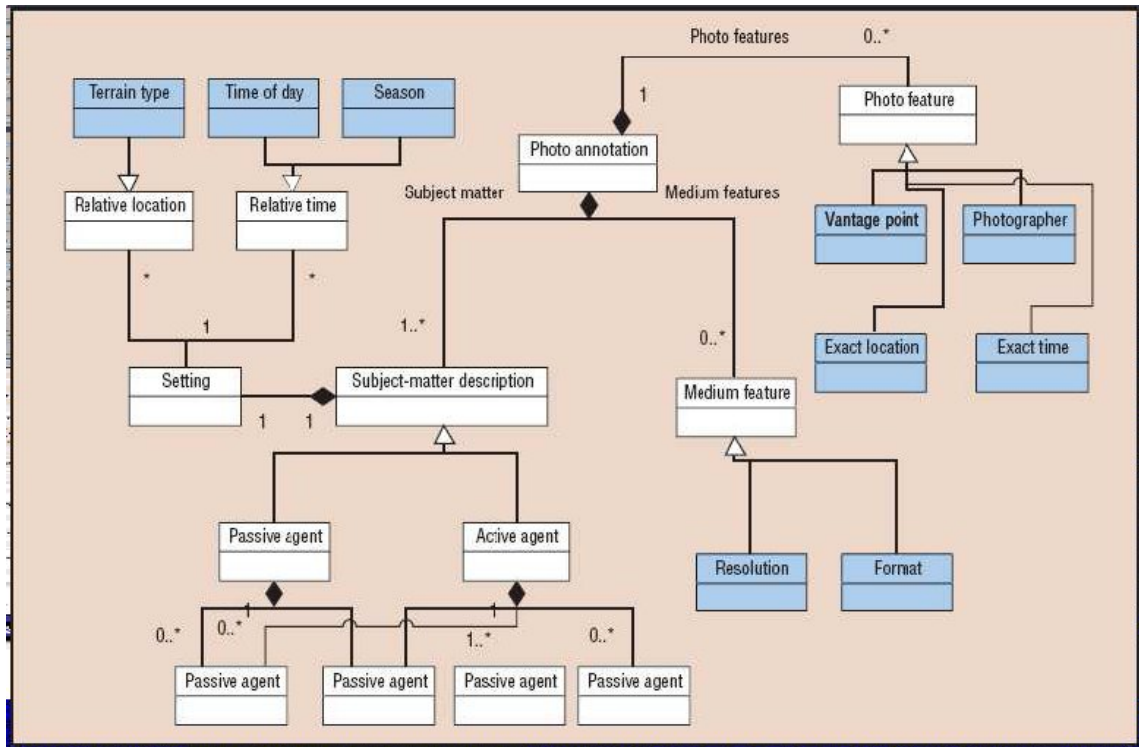 Photo features
0..*
1
Terrain type
Time of day
Season
Photo feature
Photo annotation
Subject matter
Medium features
Relative location
Relative time
Vantage point
Photographer
*
*
1
1..*
0..*
Exact location
Exact time
Setting
Subject-matter description
Medium feature
1
1
Passive agent
Active agent
Resolution
Format
1
1
0..*
0..*
1..*
0..*
Passive agent
Passive agent
Passive agent
Passive agent